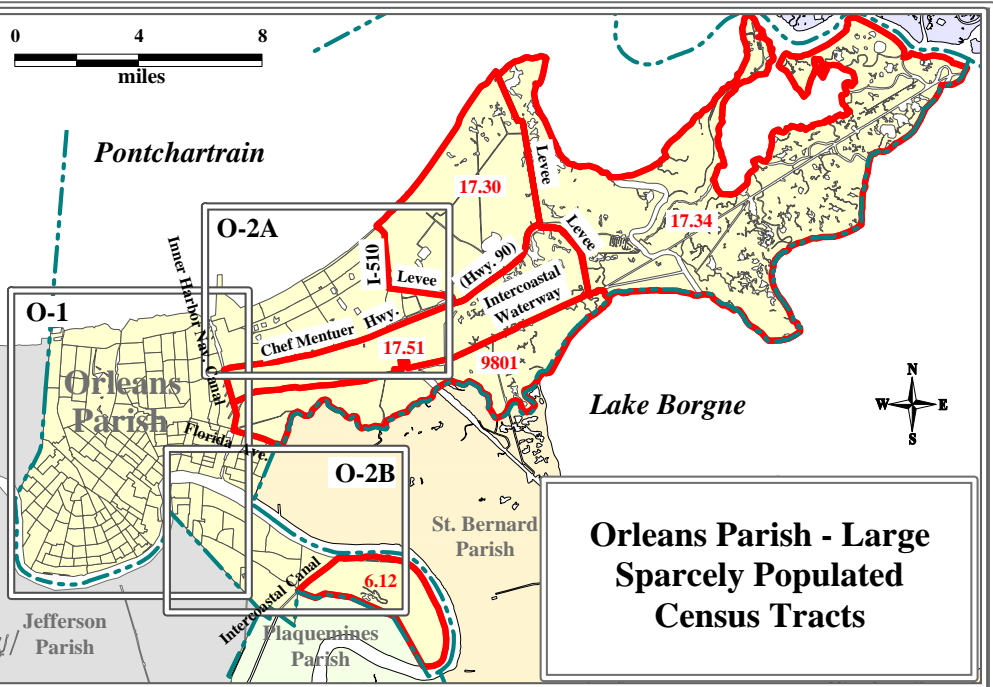 0 4 8
miles
Pontchartrain
17.30
Levee
O-2A
17.34
Levee
I-510
Levee
(Hwy. 90)
Inner Harbor Nav. Canal
Intercoastal
Waterway
O-1
Chef Mentuer Hwy.
17.51
9801
Orleans
Parish
N
W E
S
Lake Borgne
Florida Ave.
O-2B
St. Bernard
Parish
Orleans Parish - Large
Sparcely Populated
Census Tracts
Intercoastal Canal
6.12
Jefferson
Parish
Plaquemines
Parish